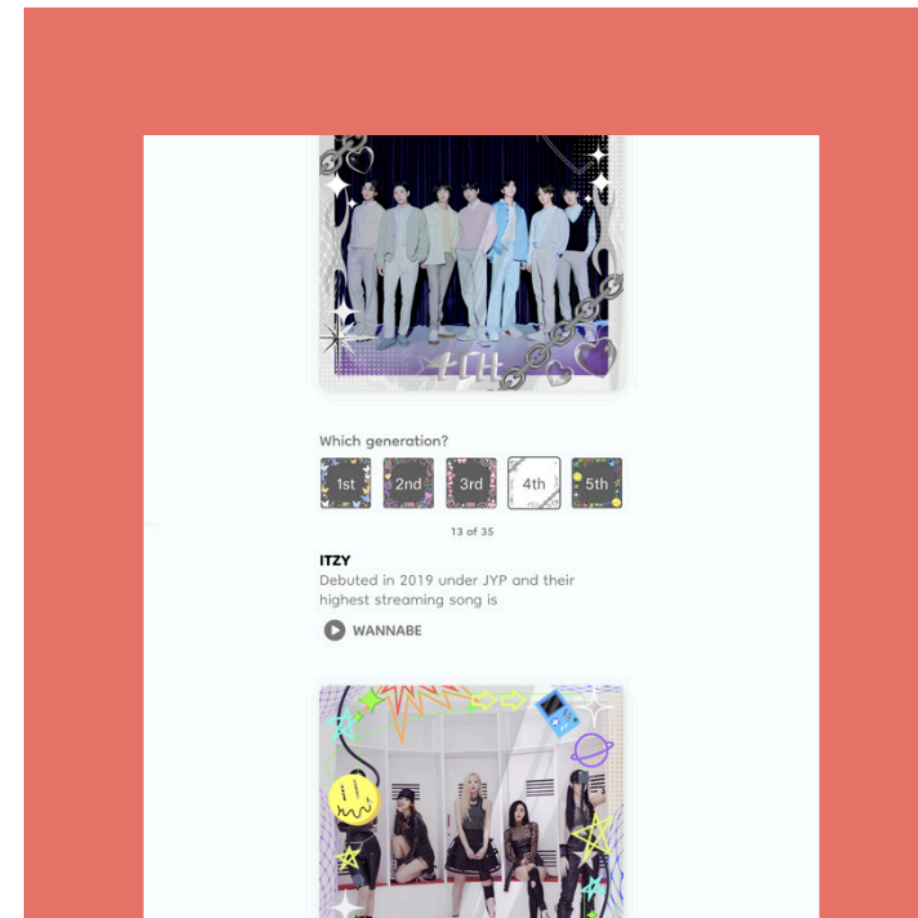 4TH
Which generation?
1st 2nd 3rd 4th 5th
13 of 35
ITZY
Debuted in 2019 under JYP and their
highest streaming song is
WANNABE